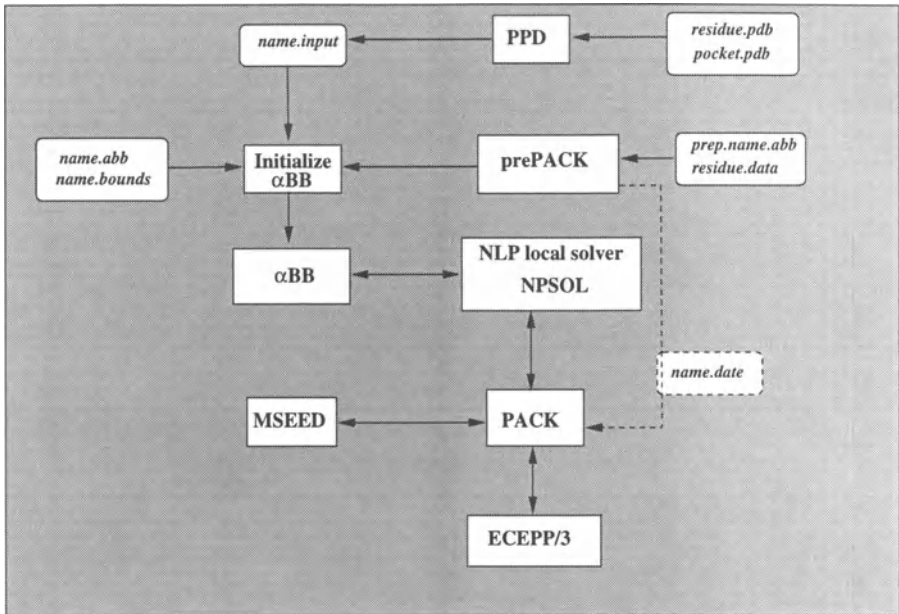 name.input
PPD
residue.pdb
pocket.pdb
name.abb
name.bounds
Initialize
αBB
prePACK
prep.name.abb
residue.data
αBB
NLP local solver
NPSOL
name.date
MSEED
PACK
ECEPP/3